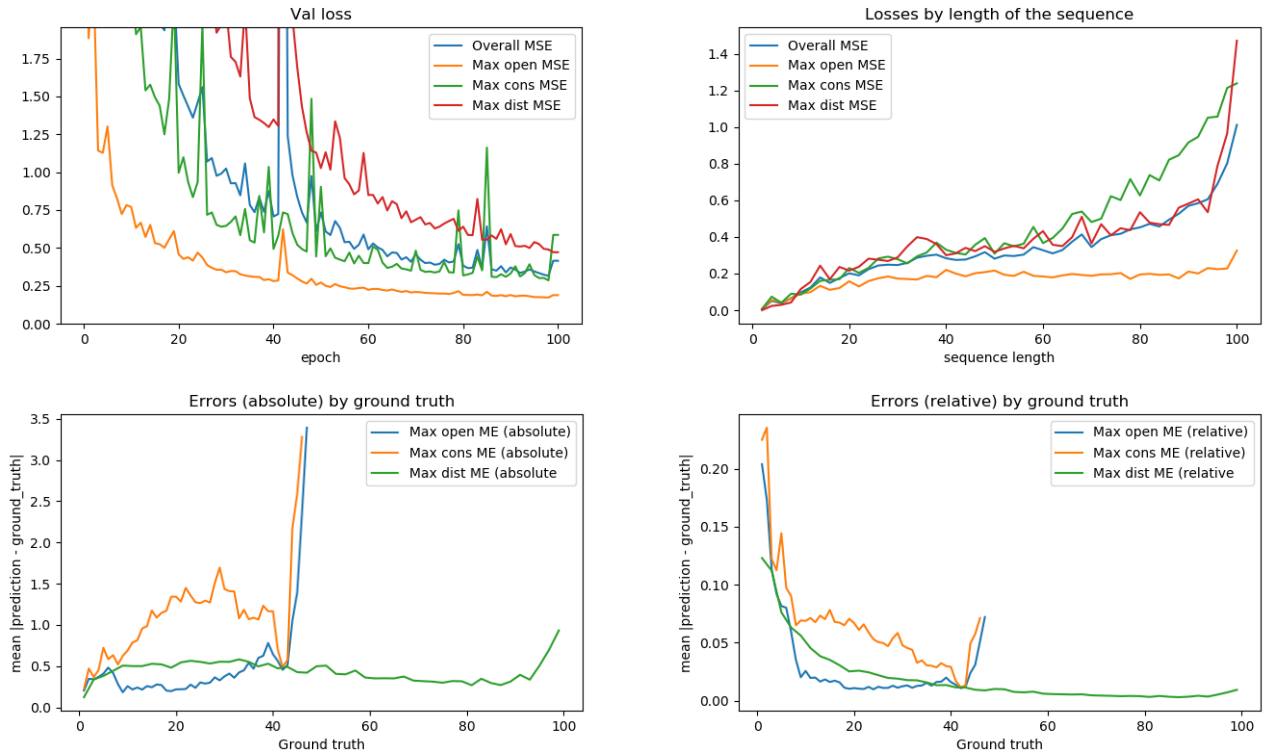 Val loss
1.75
1.50
1.25
1.00
0.75
0.50
0.25
0.00
0 20 40 60 80 100
epoch
Overall MSE
Max open MSE
Max cons MSE
Max dist MSE
Losses by length of the sequence
1.4
1.2
1.0
0.8
0.6
0.4
0.2
0.0
0 20 40 60 80 100
sequence length
Overall MSE
Max open MSE
Max cons MSE
Max dist MSE
Errors (absolute) by ground truth
mean |prediction - ground_truth|
3.5
3.0
2.5
2.0
1.5
1.0
0.5
0.0
0 20 40 60 80 100
Ground truth
Max open ME (absolute)
Max cons ME (absolute)
Max dist ME (absolute
Errors (relative) by ground truth
mean |prediction - ground_truth|
0.20
0.15
0.10
0.05
0.00
0 20 40 60 80 100
Ground truth
Max open ME (relative)
Max cons ME (relative)
Max dist ME (relative